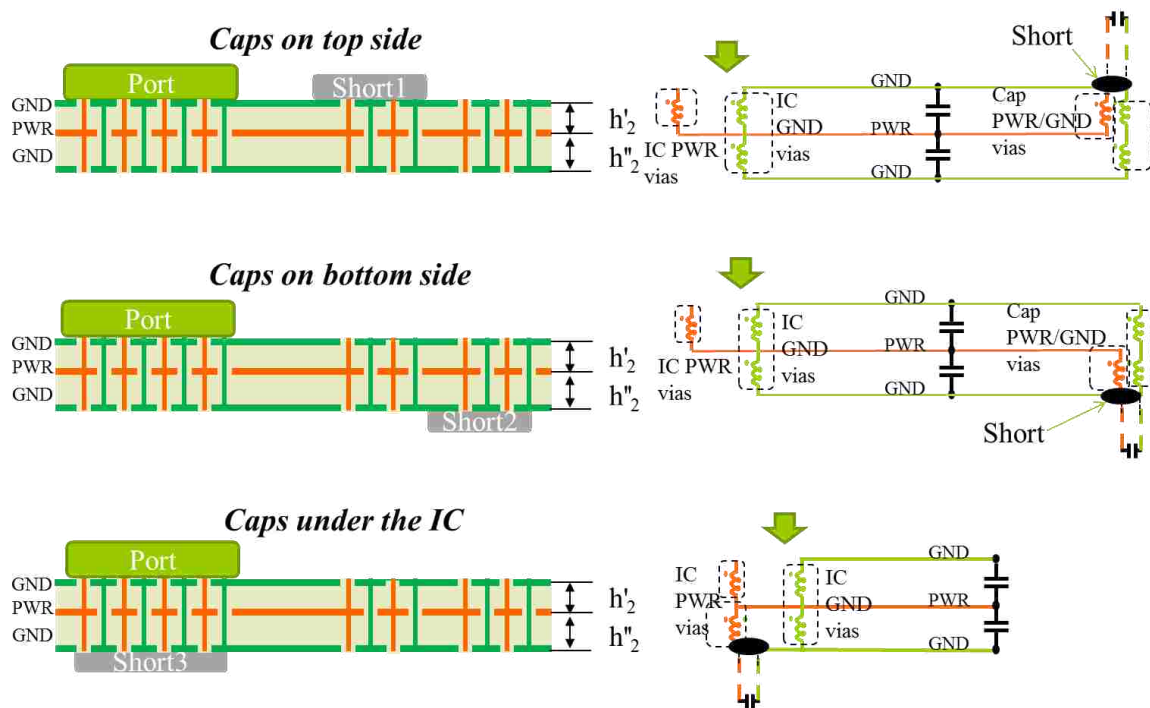 Caps on top side
Port
Short1
GND
PWR
GND
h'2
h"2
Short
GND
IC
GND
vias
PWR
Cap
PWR/GND
vias
IC PWR
vias
GND
Caps on bottom side
Port
GND
PWR
GND
h'2
h"2
Short2
GND
IC
GND
vias
PWR
Cap
PWR/GND
vias
IC PWR
vias
GND
Short
Caps under the IC
Port
GND
PWR
GND
h'2
h"2
Short3
IC
PWR
vias
IC
GND
vias
GND
PWR
GND